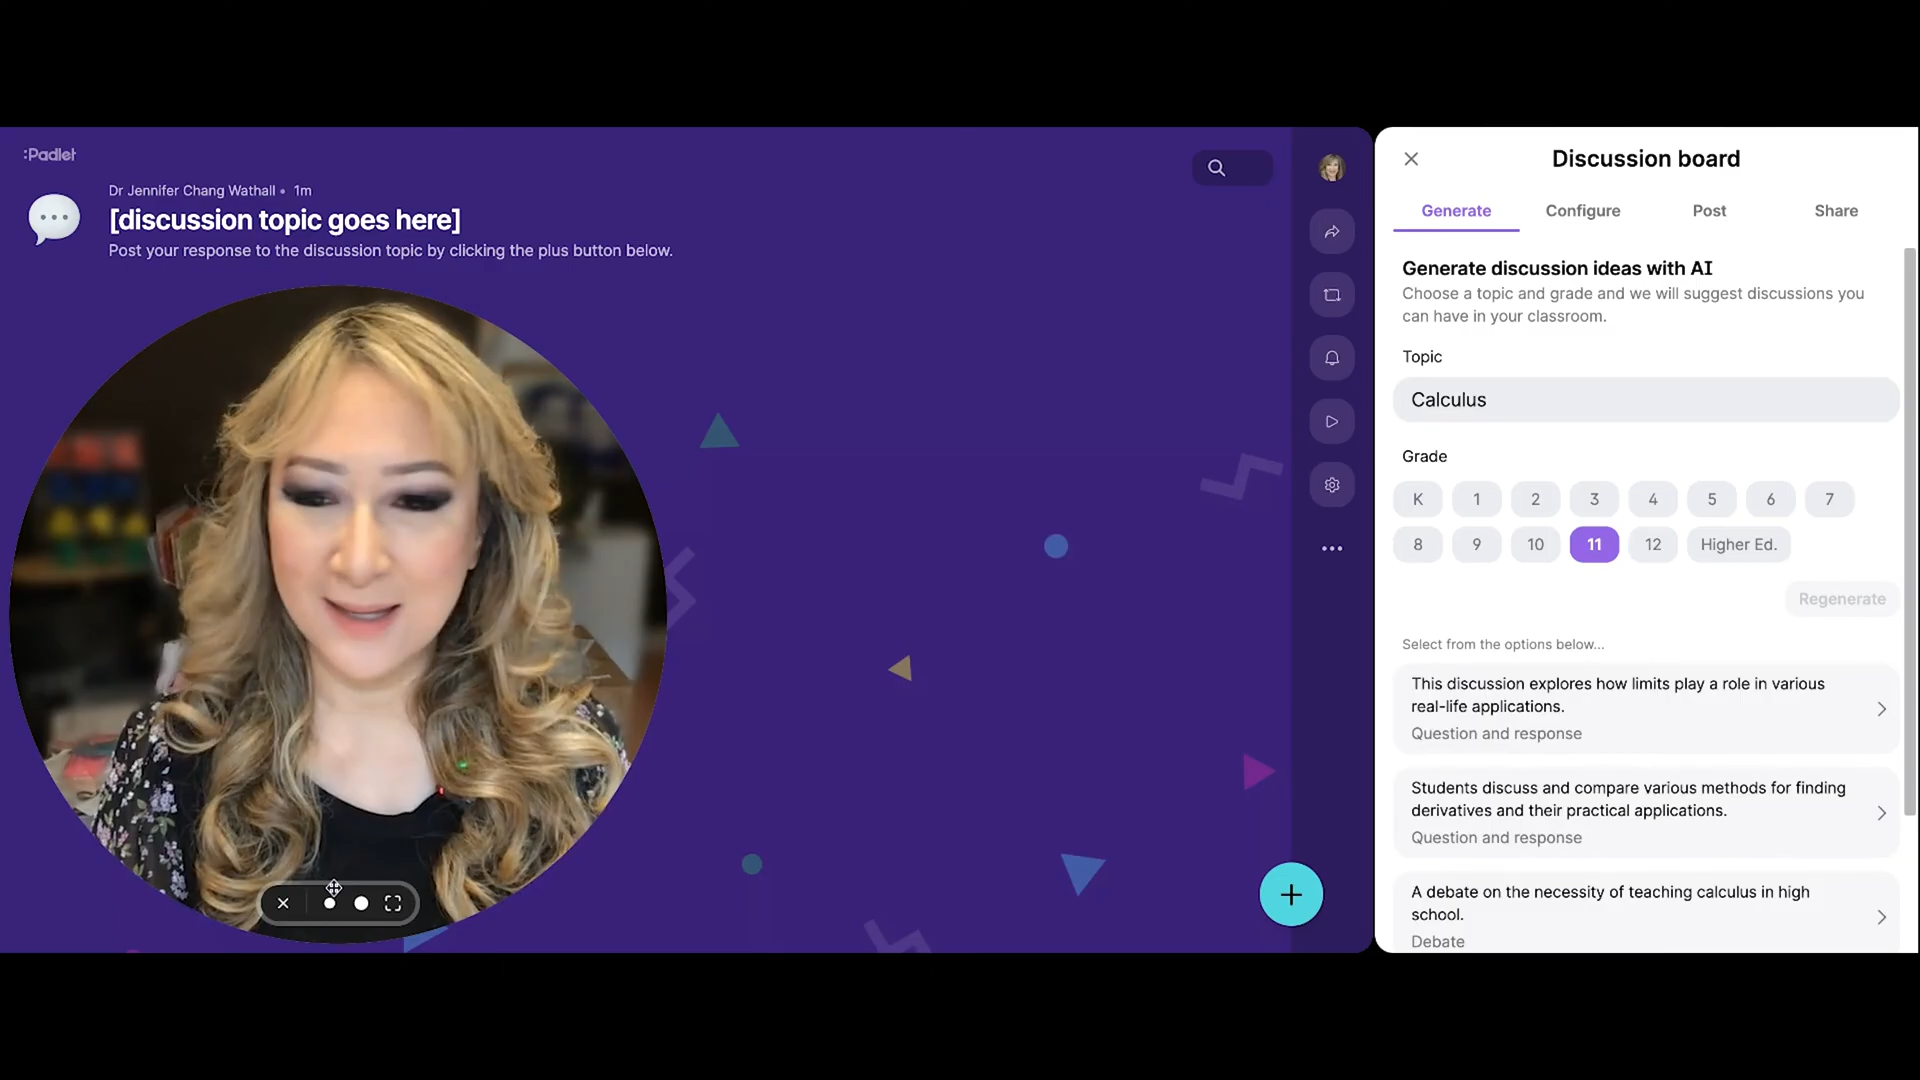 :Padlet
Dr Jennifer Chang Wathall • 1m
[discussion topic goes here]
Post your response to the discussion topic by clicking the plus button below.
Discussion board
Generate
Configure
Post
Share
Generate discussion ideas with AI
Choose a topic and grade and we will suggest discussions you
can have in your classroom.
Topic
Calculus
Grade
K 1 2 3 4 5 6 7
8 9 10 11 12 Higher Ed.
Regenerate
Select from the options below...
This discussion explores how limits play a role in various
real-life applications.
Question and response
Students discuss and compare various methods for finding
derivatives and their practical applications.
Question and response
A debate on the necessity of teaching calculus in high
school.
Debate